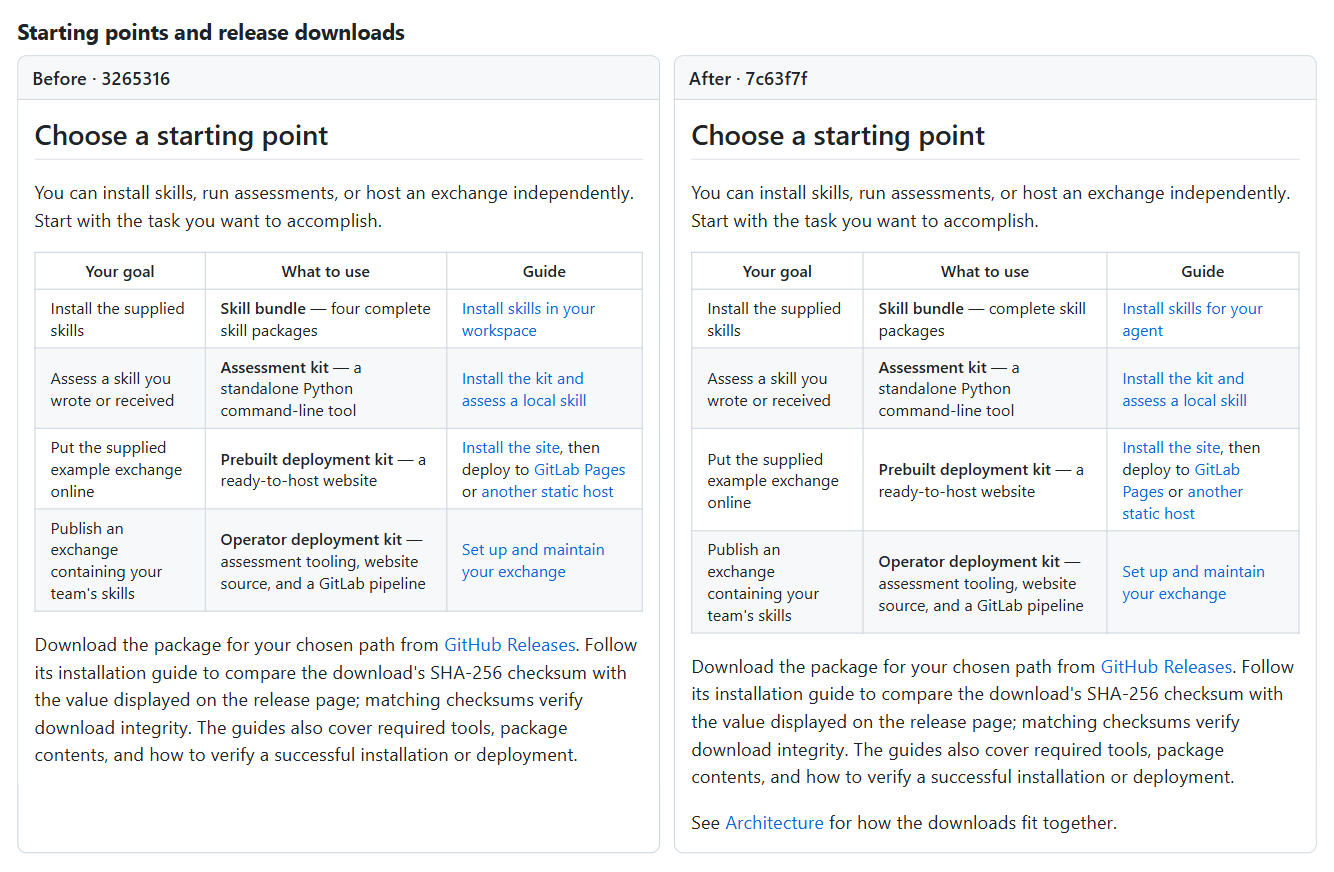 Starting points and release downloads
Before · 3265316
Choose a starting point
You can install skills, run assessments, or host an exchange independently.
Start with the task you want to accomplish.
Your goal
What to use
Guide
Install the supplied
skills
Skill bundle — four complete
skill packages
Install skills in your
workspace
Assess a skill you
wrote or received
Assessment kit — a
standalone Python
command-line tool
Install the kit and
assess a local skill
Put the supplied
example exchange
online
Prebuilt deployment kit — a
ready-to-host website
Install the site, then
deploy to GitLab Pages
or another static host
Publish an
exchange
containing your
team's skills
Operator deployment kit —
assessment tooling, website
source, and a GitLab pipeline
Set up and maintain
your exchange
Download the package for your chosen path from GitHub Releases. Follow
its installation guide to compare the download's SHA-256 checksum with
the value displayed on the release page; matching checksums verify
download integrity. The guides also cover required tools, package
contents, and how to verify a successful installation or deployment.
After · 7c63f7f
Choose a starting point
You can install skills, run assessments, or host an exchange independently.
Start with the task you want to accomplish.
Your goal
What to use
Guide
Install the supplied
skills
Skill bundle — complete skill
packages
Install skills for your
agent
Assess a skill you
wrote or received
Assessment kit — a
standalone Python
command-line tool
Install the kit and
assess a local skill
Put the supplied
example exchange
online
Prebuilt deployment kit — a
ready-to-host website
Install the site, then
deploy to GitLab
Pages or another
static host
Publish an
exchange
containing your
team's skills
Operator deployment kit —
assessment tooling, website
source, and a GitLab pipeline
Set up and maintain
your exchange
Download the package for your chosen path from GitHub Releases. Follow
its installation guide to compare the download's SHA-256 checksum with
the value displayed on the release page; matching checksums verify
download integrity. The guides also cover required tools, package
contents, and how to verify a successful installation or deployment.
See Architecture for how the downloads fit together.